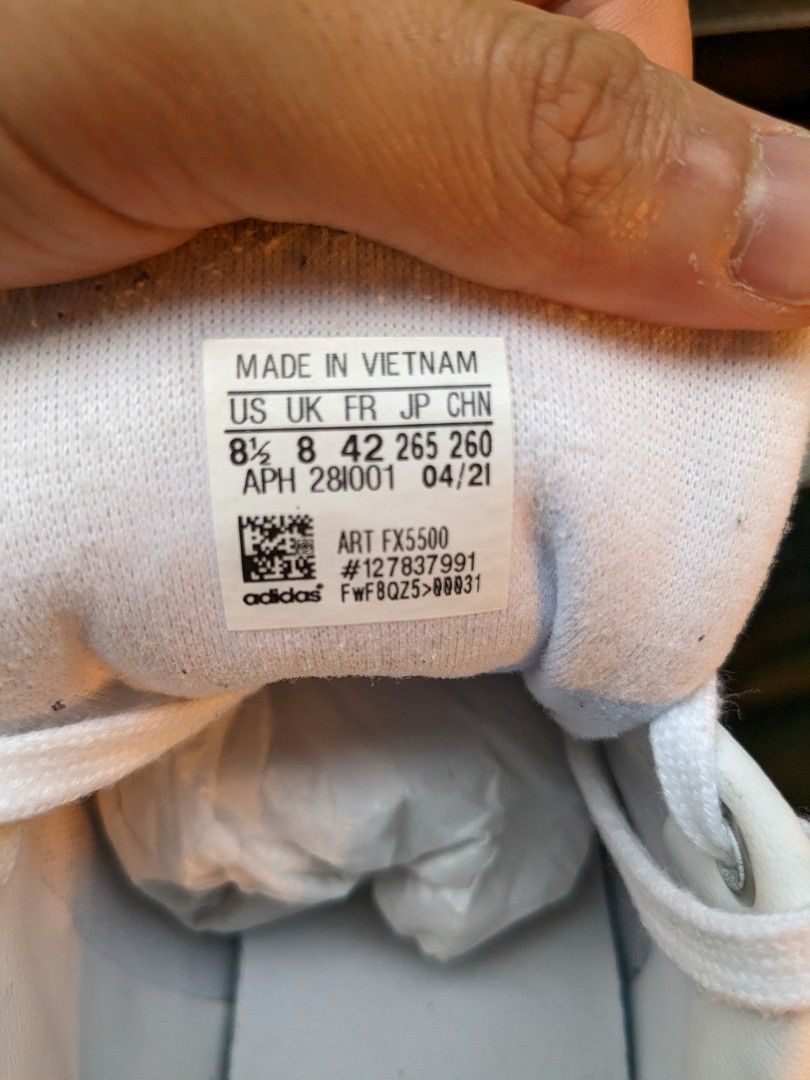 MADE IN VIETNAM
US UK FR JP CHN
8½ 8 42 265 260
APH 281001 04/21
ART FX5500
#127837991
FwF8QZ5>00031
adidas